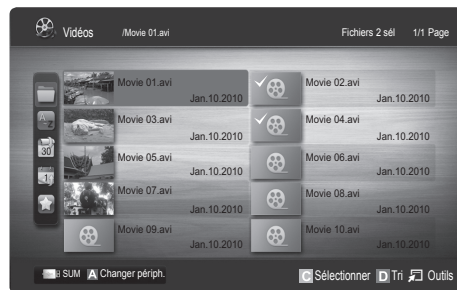 Vidéos /Movie 01.avi Fichiers 2 sél 1/1 Page
Movie 01.avi Jan.10.2010
Movie 02.avi Jan.10.2010
Movie 03.avi Jan.10.2010
Movie 04.avi Jan.10.2010
Movie 05.avi Jan.10.2010
Movie 06.avi Jan.10.2010
Movie 07.avi Jan.10.2010
Movie 08.avi Jan.10.2010
Movie 09.avi Jan.10.2010
Movie 10.avi Jan.10.2010
30
1
SUM A Changer périph. C Sélectionner D Tri Outils